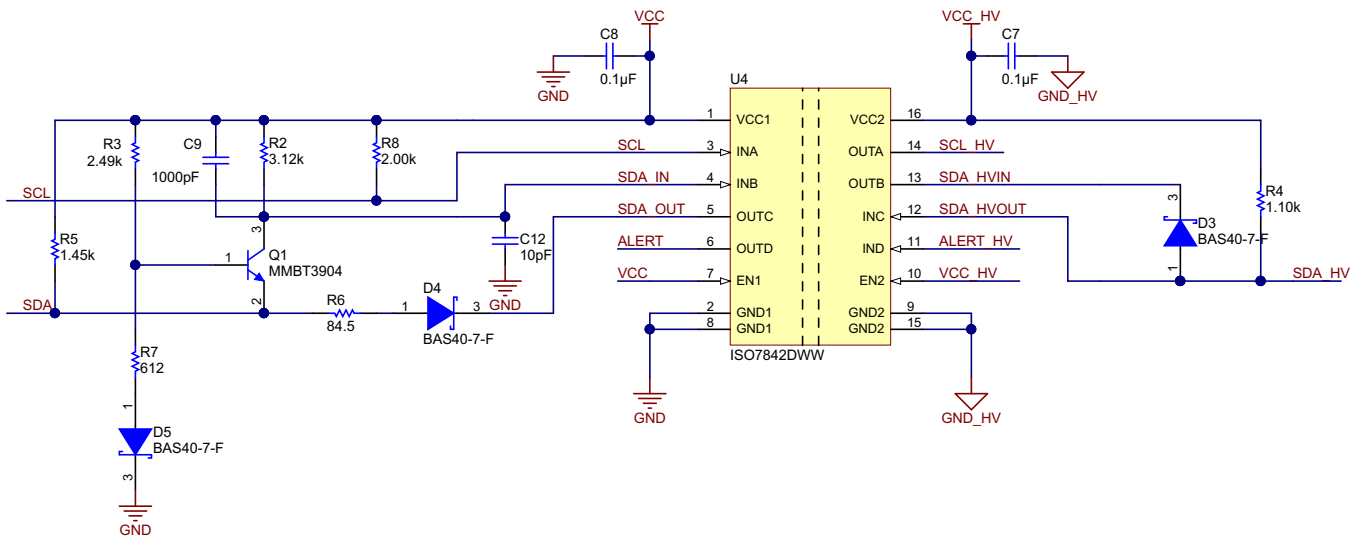 VCC
VCC_HV
C8
0.1µF
GND
C7
0.1µF
GND_HV
U4
R3
2.49k
C9
1000pF
R2
3.12k
R8
2.00k
SCL
SCL
SDA_IN
SDA_OUT
ALERT
VCC
1
3
4
5
6
7
2
8
VCC1
INA
INB
OUTC
OUTD
EN1
GND1
GND1
VCC2
OUTA
OUTB
INC
IND
EN2
GND2
GND2
16
14
13
12
11
10
9
15
SCL_HV
SDA_HVIN
SDA_HVOUT
ALERT_HV
VCC_HV
ISO7842DWW
R4
1.10k
3
D3
BAS40-7-F
1
SDA_HV
R5
1.45k
3
1
Q1
MMBT3904
2
C12
10pF
GND
SDA
R6
84.5
1
D4
3
BAS40-7-F
R7
612
1
D5
BAS40-7-F
3
GND
GND
GND_HV